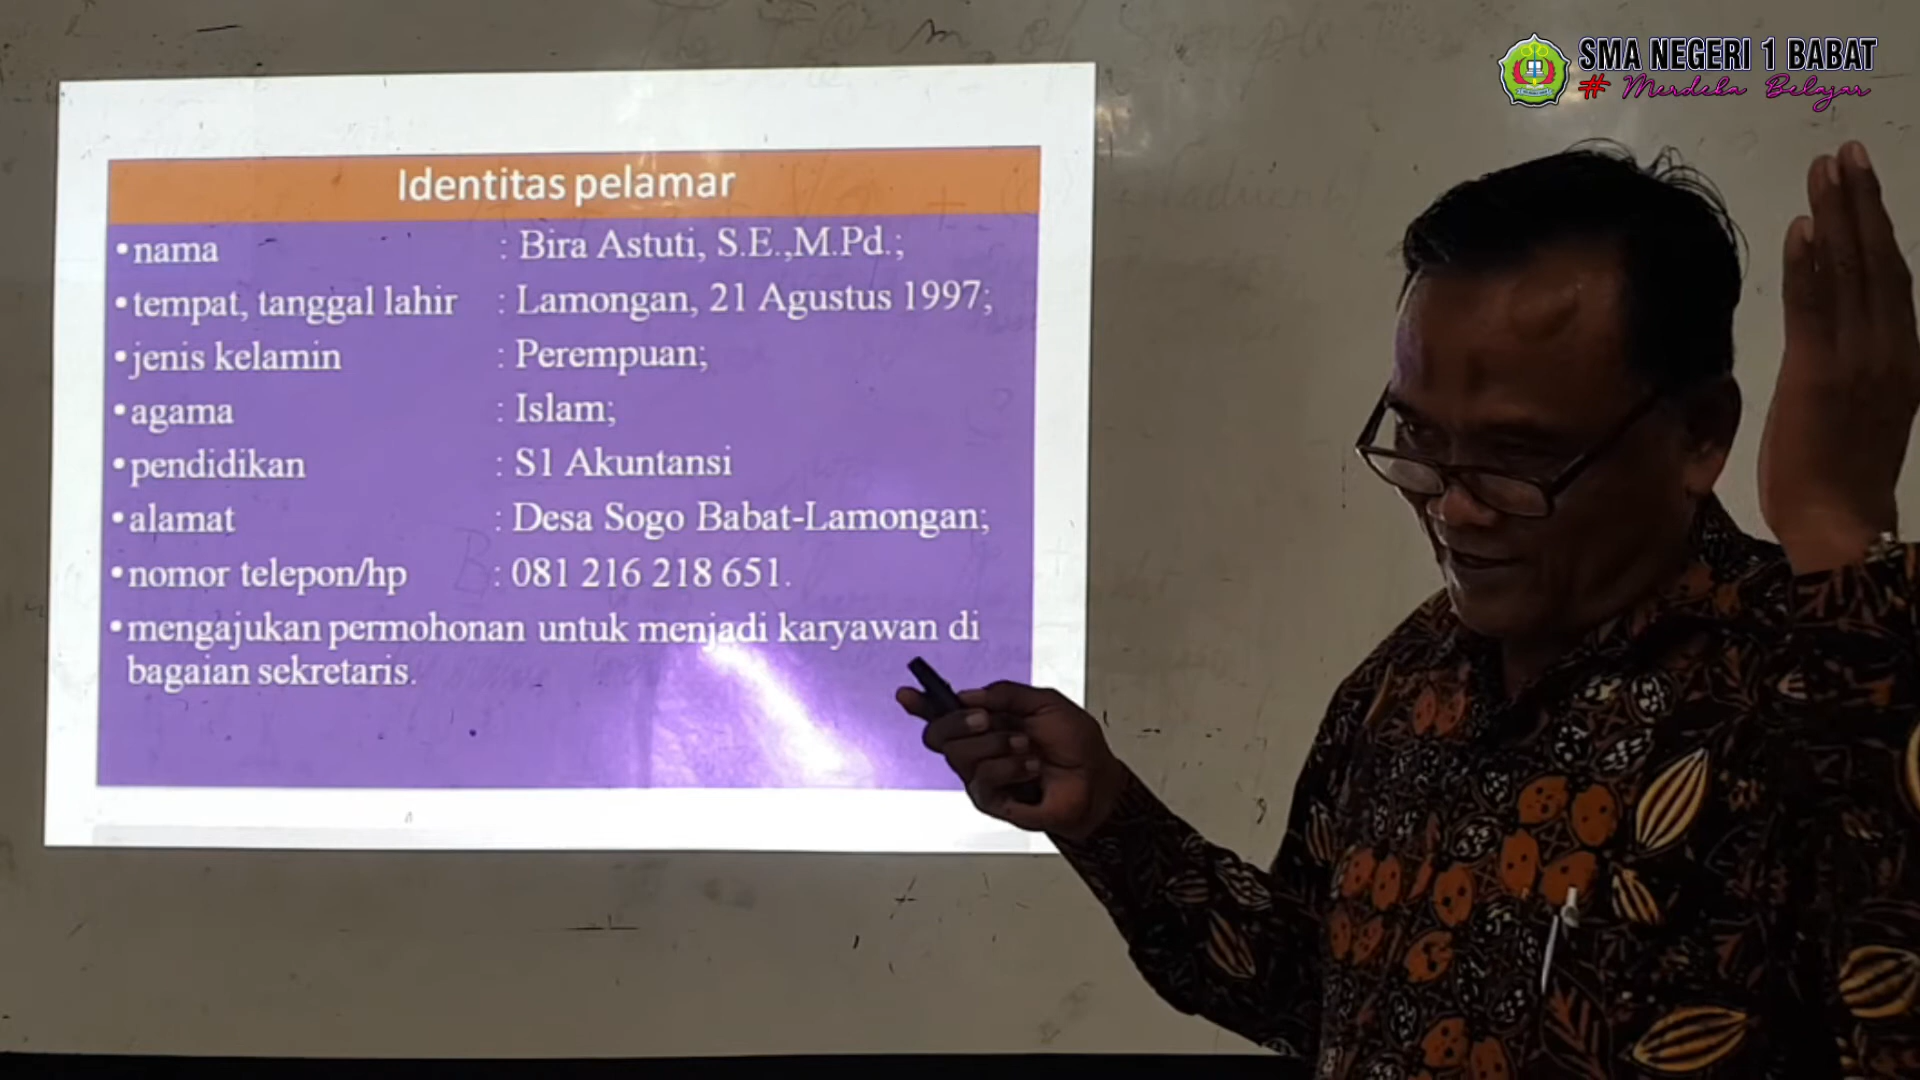 SMA NEGERI 1 BABAT
# Merdeka Belajar
Identitas pelamar
•nama : Bira Astuti, S.E.,M.Pd.;
•tempat, tanggal lahir : Lamongan, 21 Agustus 1997;
•jenis kelamin : Perempuan;
•agama : Islam;
•pendidikan : S1 Akuntansi
•alamat : Desa Sogo Babat-Lamongan;
•nomor telepon/hp : 081 216 218 651.
•mengajukan permohonan untuk menjadi karyawan di
bagaian sekretaris.